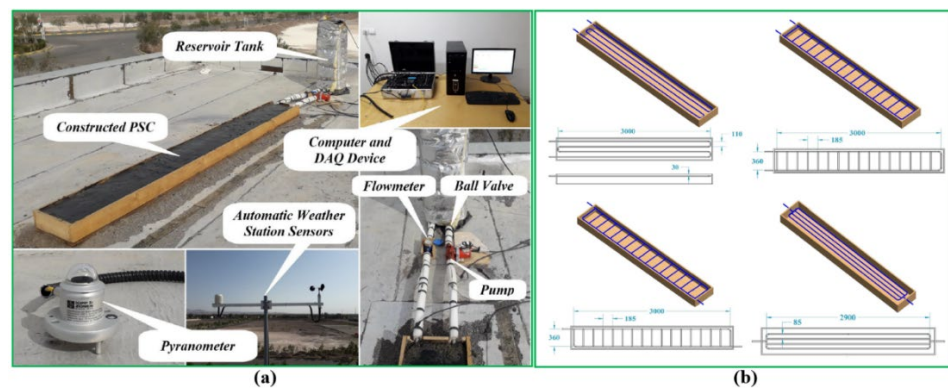 Reservoir Tank
Constructed PSC
Computer and
DAQ Device
Flowmeter
Ball Valve
Automatic Weather
Station Sensors
Pump
Pyranometer
(a)
3000
110
30
3000
185
360
3000
185
360
2900
85
(b)